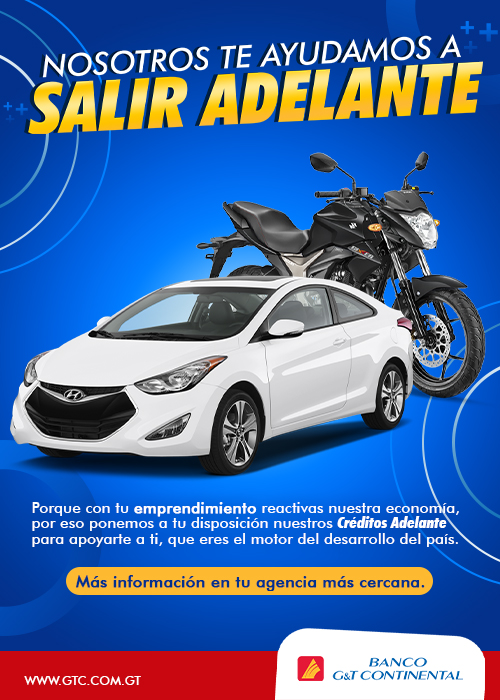 NOSOTROS TE AYUDAMOS A
SALIR ADELANTE
Porque con tu emprendimiento reactivas nuestra economía,
por eso ponemos a tu disposición nuestros Créditos Adelante
para apoyarte a ti, que eres el motor del desarrollo del país.
Más información en tu agencia más cercana.
WWW.GTC.COM.GT
BANCO
G&T CONTINENTAL